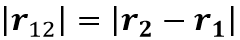 |𝒓₁₂| = |𝒓₂ − 𝒓₁|